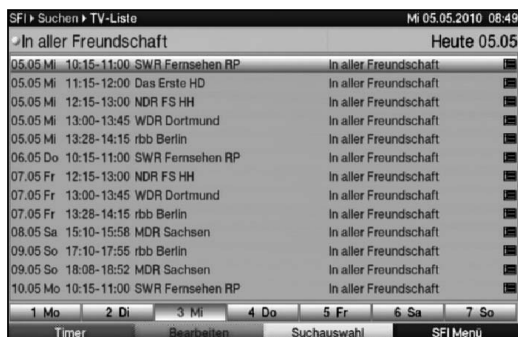 SFI Suchen TV-Liste Mi 05.05.2010 08:49
In aller Freundschaft Heute 05.05
05.05 Mi 10:15-11:00 SWR Fernsehen RP In aller Freundschaft
05.05 Mi 11:15-12:00 Das Erste HD In aller Freundschaft
05.05 Mi 12:15-13:00 NDR FS HH In aller Freundschaft
05.05 Mi 13:00-13:45 WDR Dortmund In aller Freundschaft
05.05 Mi 13:28-14:15 rbb Berlin In aller Freundschaft
06.05 Do 10:15-11:00 SWR Fernsehen RP In aller Freundschaft
07.05 Fr 12:15-13:00 NDR FS HH In aller Freundschaft
07.05 Fr 13:00-13:45 WDR Dortmund In aller Freundschaft
07.05 Fr 13:28-14:15 rbb Berlin In aller Freundschaft
08.05 Sa 15:10-15:58 MDR Sachsen In aller Freundschaft
09.05 So 17:10-17:55 rbb Berlin In aller Freundschaft
09.05 So 18:08-18:52 MDR Sachsen In aller Freundschaft
10.05 Mo 10:15-11:00 SWR Fernsehen RP In aller Freundschaft
1 Mo 2 Di 3 Mi 4 Do 5 Fr 6 Sa 7 So
Timer Bearbeiten Suchauswahl SFI Menü